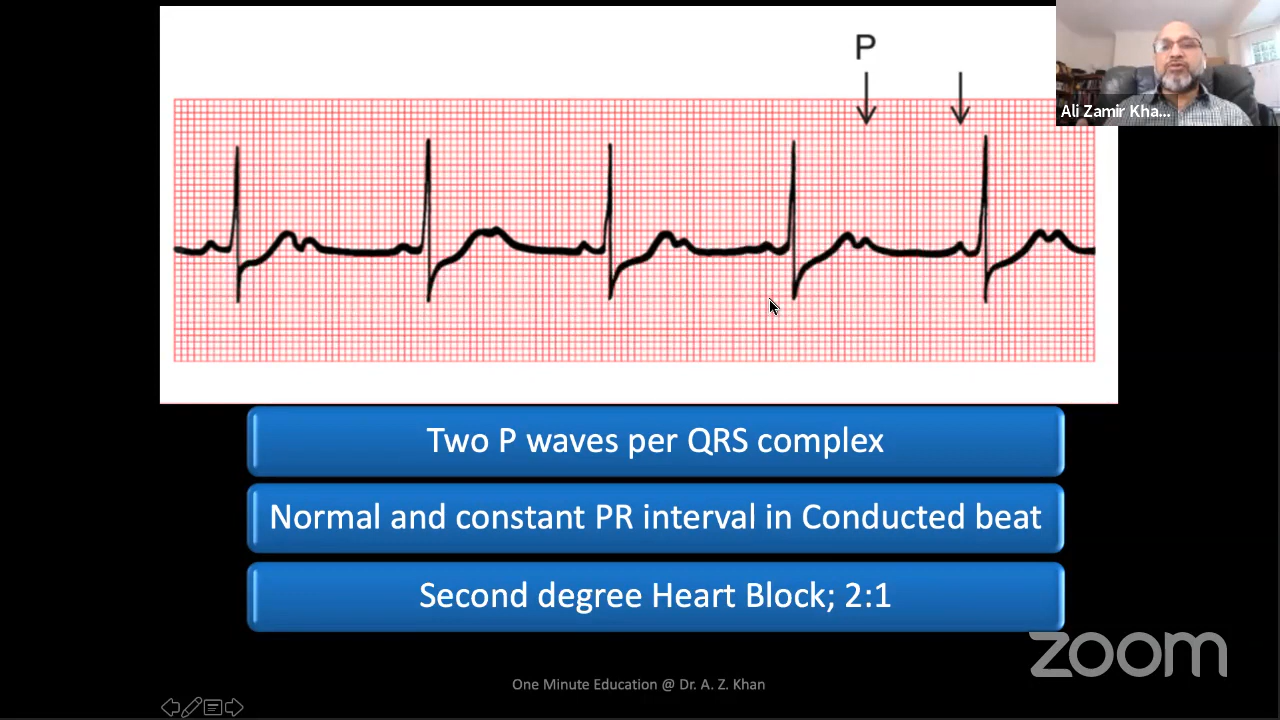 P
Ali Zamir Kha...
Two P waves per QRS complex
Normal and constant PR interval in Conducted beat
Second degree Heart Block; 2:1
zoom
One Minute Education @ Dr. A. Z. Khan